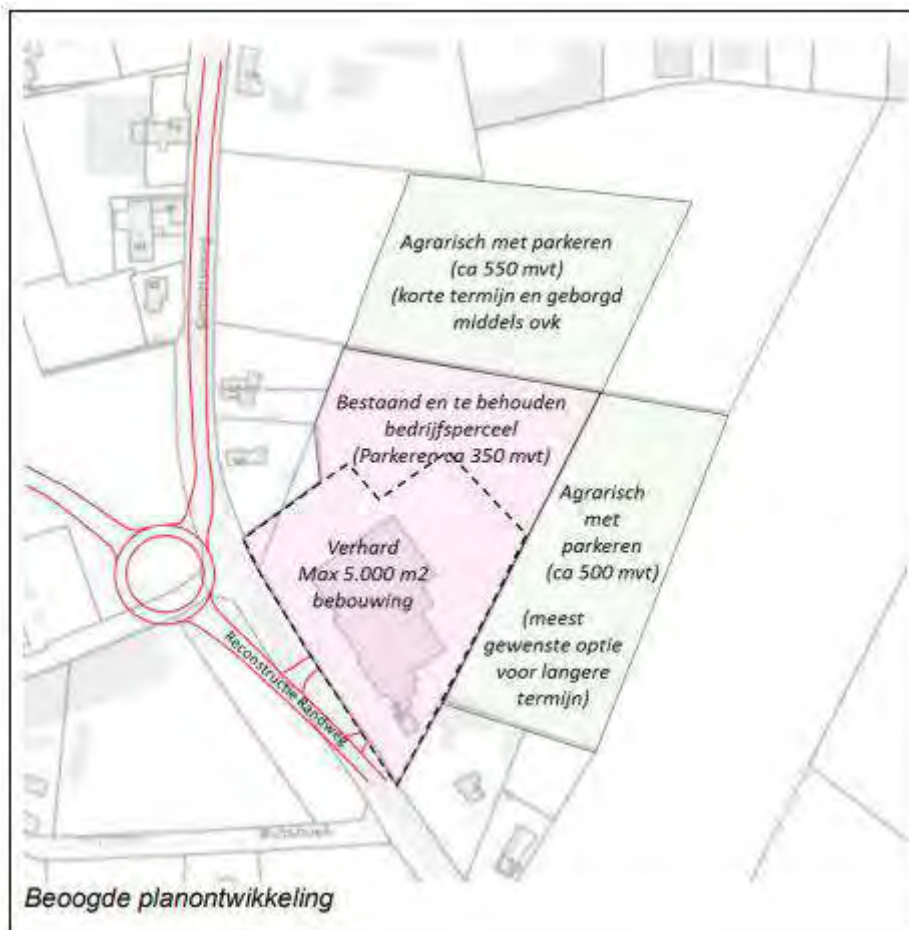 Agrarisch met parkeren
(ca 550 mvt)
(korte termijn en geborgd
middels ovk
Bestaand en te behouden
bedrijfsperceel
(Parkeren ca 350 mvt)
Agrarisch
met
parkeren
(ca 500 mvt)
(meest
gewenste optie
voor langere
termijn)
Verhard
Max 5.000 m2
bebouwing
Reconstructie Randweg
Beoogde planontwikkeling